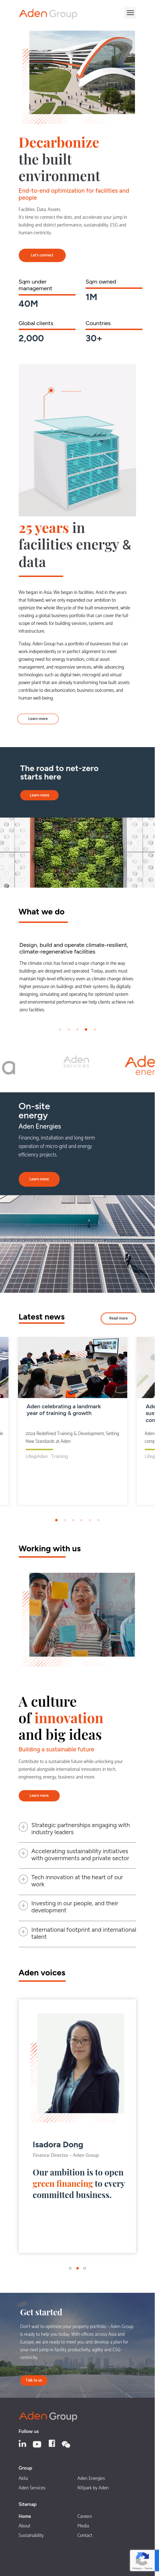 Aden Group
Decarbonize
the built
environment
End-to-end optimization for facilities and
people
Facilities. Data. Assets.
It's time to connect the dots, and accelerate your jump in
building and district performance, sustainability, ESG and
human-centricity.
Let's connect
Sqm under
management
40M
Sqm owned
1M
Global clients
2,000
Countries
30+
25 years in
facilities energy &
data
We began in Asia. We began in facilities. And in the years
that followed, we've only expanded our ambition: to
optimize the whole lifecycle of the built environment, while
creating a global business portfolio that can cover the full
scope of needs for building services, systems and
infrastructure.
Today, Aden Group has a portfolio of businesses that can
work independently or in perfect alignment to meet
growing need for energy transition, critical asset
management, and responsive services, while advancing
technologies such as digital twin, microgrid and virtual
power plant that are already transforming how built assets
contribute to decarbonization, business outcomes, and
human well-being.
Learn more
The road to net-zero
starts here
Learn more
What we do
Design, build and operate climate-resilient,
climate-regenerative facilities
The climate crisis has forced a major change in the way
buildings are designed and operated. Today, assets must
maintain high thermal efficiency even as climate change drives
higher pressure on buildings and their systems. By digitally
designing, simulating and operating for optimized system
and environmental performance we help clients achieve net-
zero facilities.
Aden
SERVICES
Ade
ener
On-site
energy
Aden Energies
Financing, installation and long-term
operation of micro-grid and energy
efficiency projects.
Learn more
Latest news
Read more
Aden celebrating a landmark
year of training & growth
2024 Redefined Training & Development, Setting
New Standards at Aden
Life@Aden Training
Working with us
A culture
of innovation
and big ideas
Building a sustainable future
Contribute to a sustainable future while unlocking your
potential alongside international innovators in tech,
engineering, energy, business and more.
Learn more
Strategic partnerships engaging with
industry leaders
Accelerating sustainability initiatives
with governments and private sector
Tech innovation at the heart of our
work
Investing in our people, and their
development
International footprint and international
talent
Aden voices
Isadora Dong
Finance Director - Aden Group
Our ambition is to open
green financing to every
committed business.
Get started
Don't wait to optimize your property portfolio - Aden Group
is ready to help you today. With offices across Asia and
Europe, we are ready to meet you and develop a plan for
your next jump in facility productivity, agility and ESG-
centricity.
Talk to us
Aden Group
Follow us
Group
Akila
Aden Energies
Aden Services
NXpark by Aden
Sitemap
Home
Careers
About
Media
Sustainability
Contact